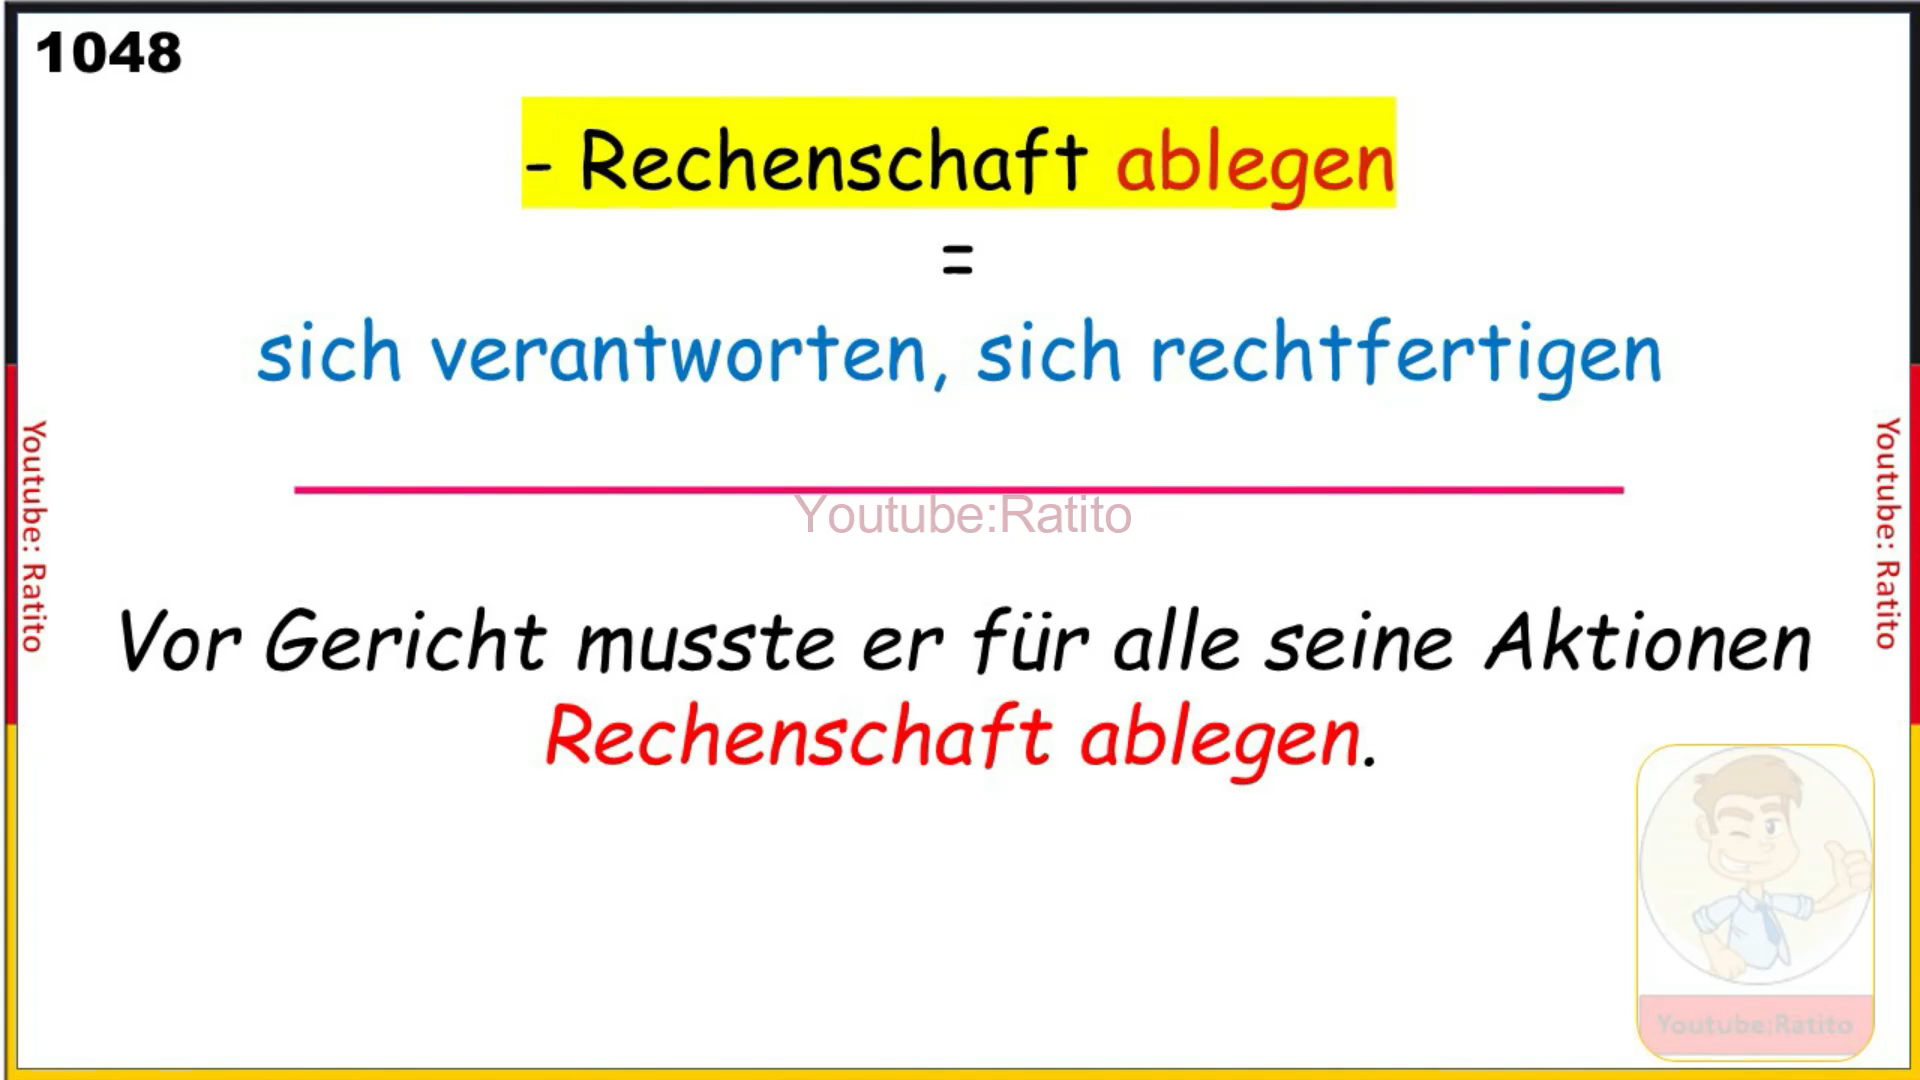 1048
- Rechenschaft ablegen
=
sich verantworten, sich rechtfertigen
Youtube: Ratito
Youtube: Ratito
Youtube:Ratito
Vor Gericht musste er für alle seine Aktionen
Rechenschaft ablegen.
Youtube:Ratito